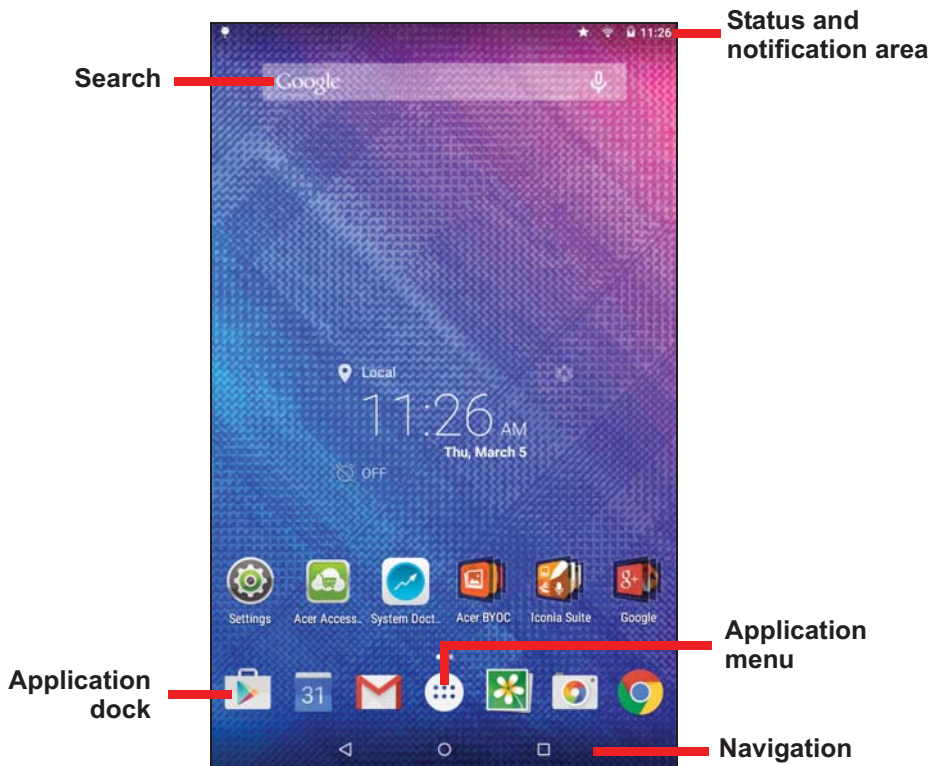 Status and
notification area
11:26
Search
Google
Local
11:26 AM
Thu, March 5
OFF
8+
Settings
Acer Access..
System Doct..
Acer BYOC
Iconia Suite
Google
Application
menu
Application
dock
31
Navigation